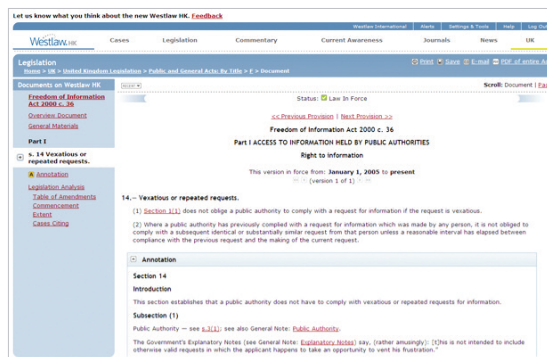 Let us know what you think about the new Westlaw HK. Feedback
Westlaw International Alerts Settings & Tools Help Log Out
Westlaw.HK Cases Legislation Commentary Current Awareness Journals News UK
Legislation
Print Save E-mail PDF of entire Ac
Home > UK > United Kingdom Legislation > Public and General Acts: By Title > F > Document
Documents on Westlaw HK
Scroll: Document |
Freedom of Information
Act 2000 c. 36
Overview Document
General Materials
Part I
s. 14 Vexatious or
repeated requests.
A Annotation
Legislation Analysis
Table of Amendments
Commencement
Extent
Cases Citing
Status: Law In Force
<< Previous Provision | Next Provision >>
Freedom of Information Act 2000 c. 36
Part I ACCESS TO INFORMATION HELD BY PUBLIC AUTHORITIES
Right to information
This version in force from: January 1, 2005 to present
(version 1 of 1)
14.— Vexatious or repeated requests.
(1) Section 1(1) does not oblige a public authority to comply with a request for information if the request is vexatious.
(2) Where a public authority has previously complied with a request for information which was made by any person, it is not obliged to
comply with a subsequent identical or substantially similar request from that person unless a reasonable interval has elapsed between
compliance with the previous request and the making of the current request.
Annotation
Section 14
Introduction
This section establishes that a public authority does not have to comply with vexatious or repeated requests for information.
Subsection (1)
Public Authority — see s.3(1); see also General Note: Public Authority.
The Government's Explanatory Notes (see General Note: Explanatory Notes) say, (rather amusingly): [t]his is not intended to include
otherwise valid requests in which the applicant happens to take an opportunity to vent his frustration."